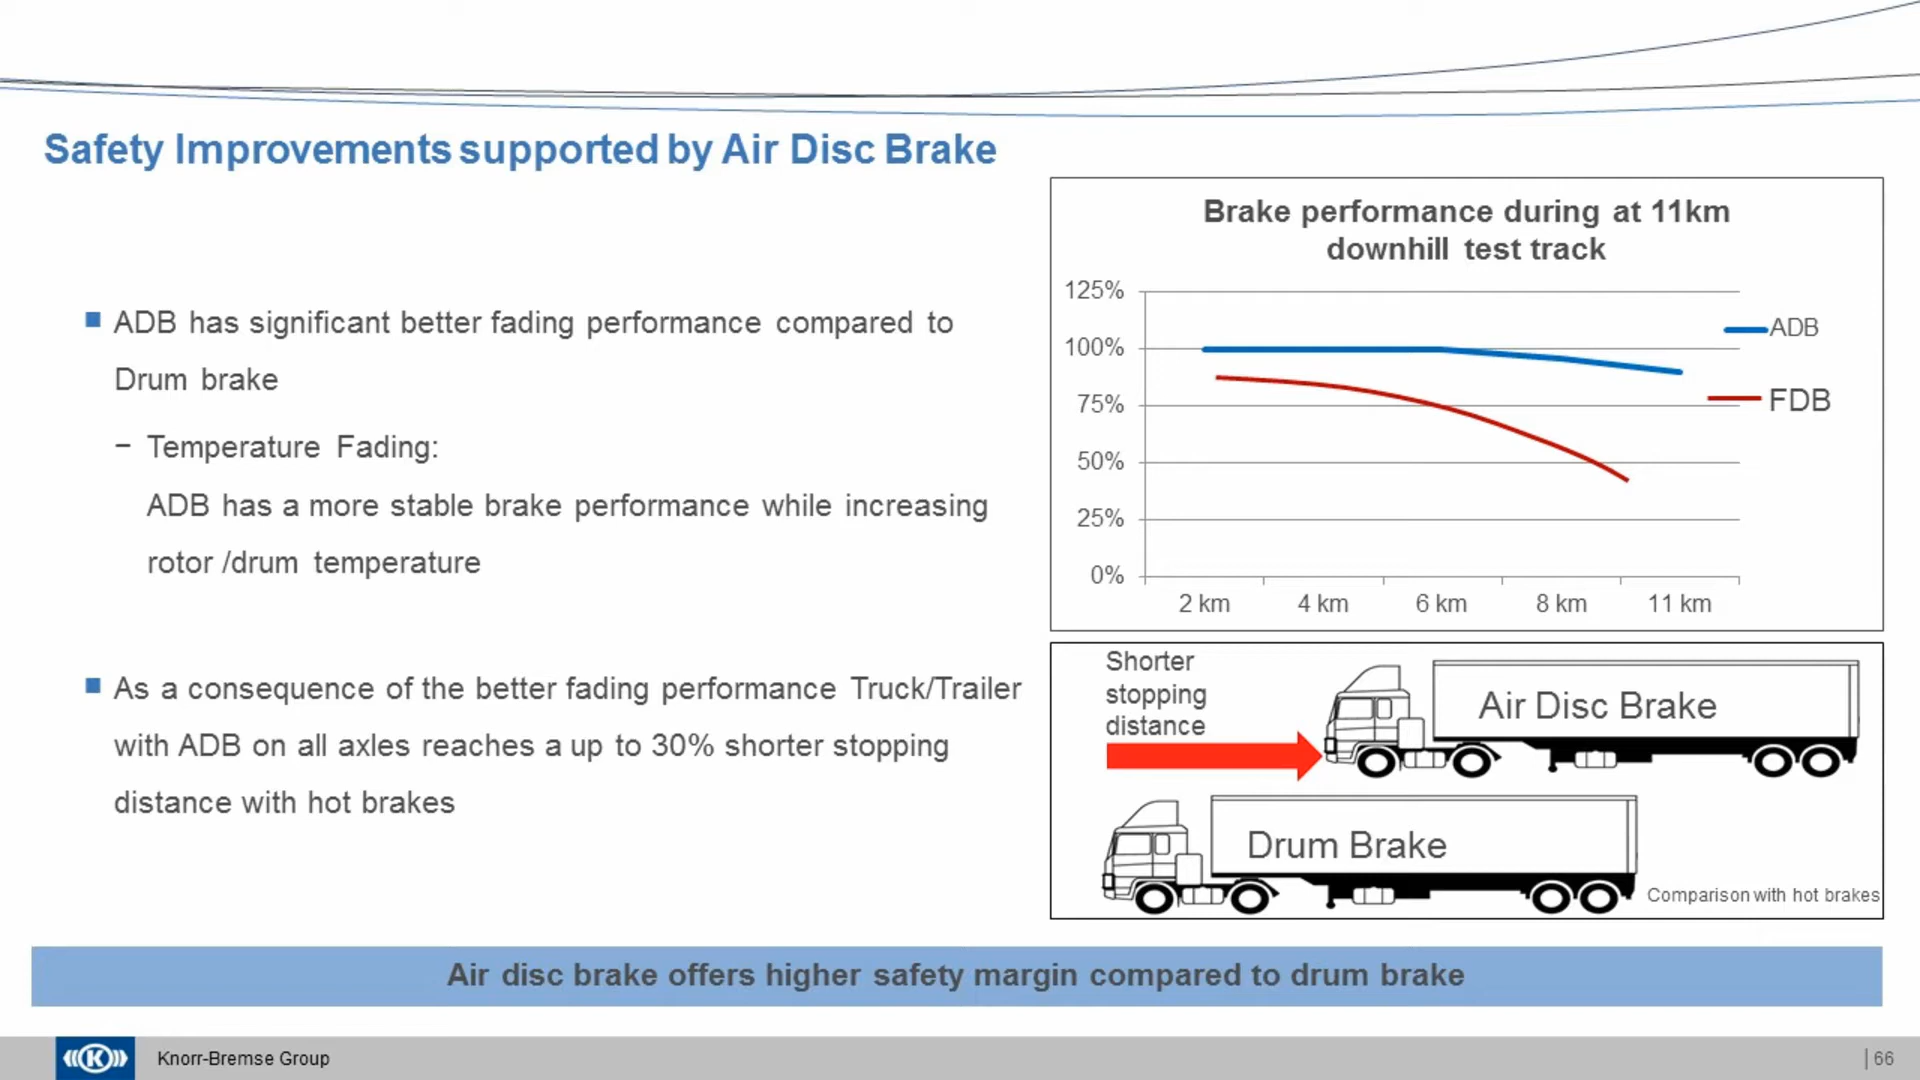 Safety Improvements supported by Air Disc Brake
ADB has significant better fading performance compared to
Drum brake
– Temperature Fading:
ADB has a more stable brake performance while increasing
rotor /drum temperature
As a consequence of the better fading performance Truck/Trailer
with ADB on all axles reaches a up to 30% shorter stopping
distance with hot brakes
Brake performance during at 11km
downhill test track
125%
100%
75%
50%
25%
0%
2 km 4 km 6 km 8 km 11 km
ADB
FDB
Shorter
stopping
distance
Air Disc Brake
Drum Brake
Comparison with hot brakes
Air disc brake offers higher safety margin compared to drum brake
K
Knorr-Bremse Group
| 66